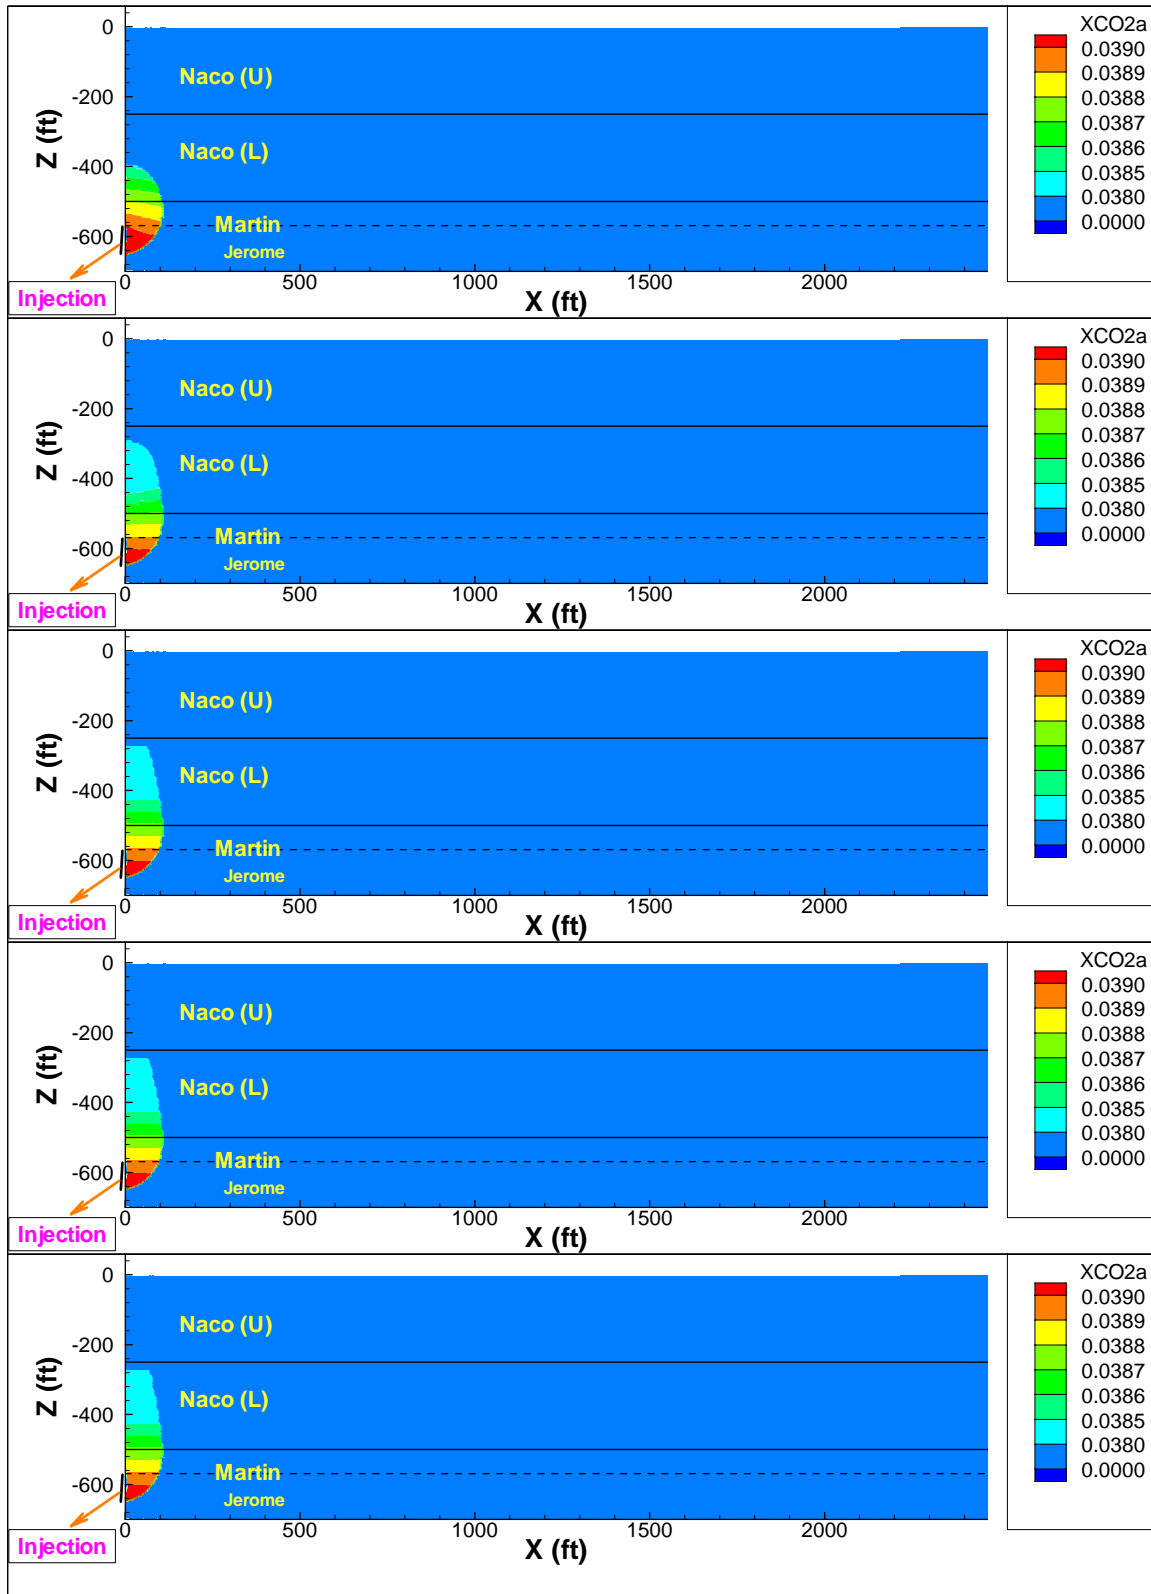 XCO2a
0 0.0390
Naco (U) 0.0389
0.0388
-200 0.0387
Z (ft) Naco (L) 0.0386
-400 0.0385
0.0380
Martin 0.0000
-600 Jerome
0 500 1000 1500 2000
Injection X (ft)
XCO2a
0 0.0390
Naco (U) 0.0389
0.0388
-200 0.0387
Z (ft) Naco (L) 0.0386
-400 0.0385
0.0380
Martin 0.0000
-600 Jerome
0 500 1000 1500 2000
Injection X (ft)
XCO2a
0 0.0390
Naco (U) 0.0389
0.0388
-200 0.0387
Z (ft) Naco (L) 0.0386
-400 0.0385
0.0380
Martin 0.0000
-600 Jerome
0 500 1000 1500 2000
Injection X (ft)
XCO2a
0 0.0390
Naco (U) 0.0389
0.0388
-200 0.0387
Z (ft) Naco (L) 0.0386
-400 0.0385
0.0380
Martin 0.0000
-600 Jerome
0 500 1000 1500 2000
Injection X (ft)
XCO2a
0 0.0390
Naco (U) 0.0389
0.0388
-200 0.0387
Z (ft) Naco (L) 0.0386
-400 0.0385
0.0380
Martin 0.0000
-600 Jerome
0 500 1000 1500 2000
Injection X (ft)